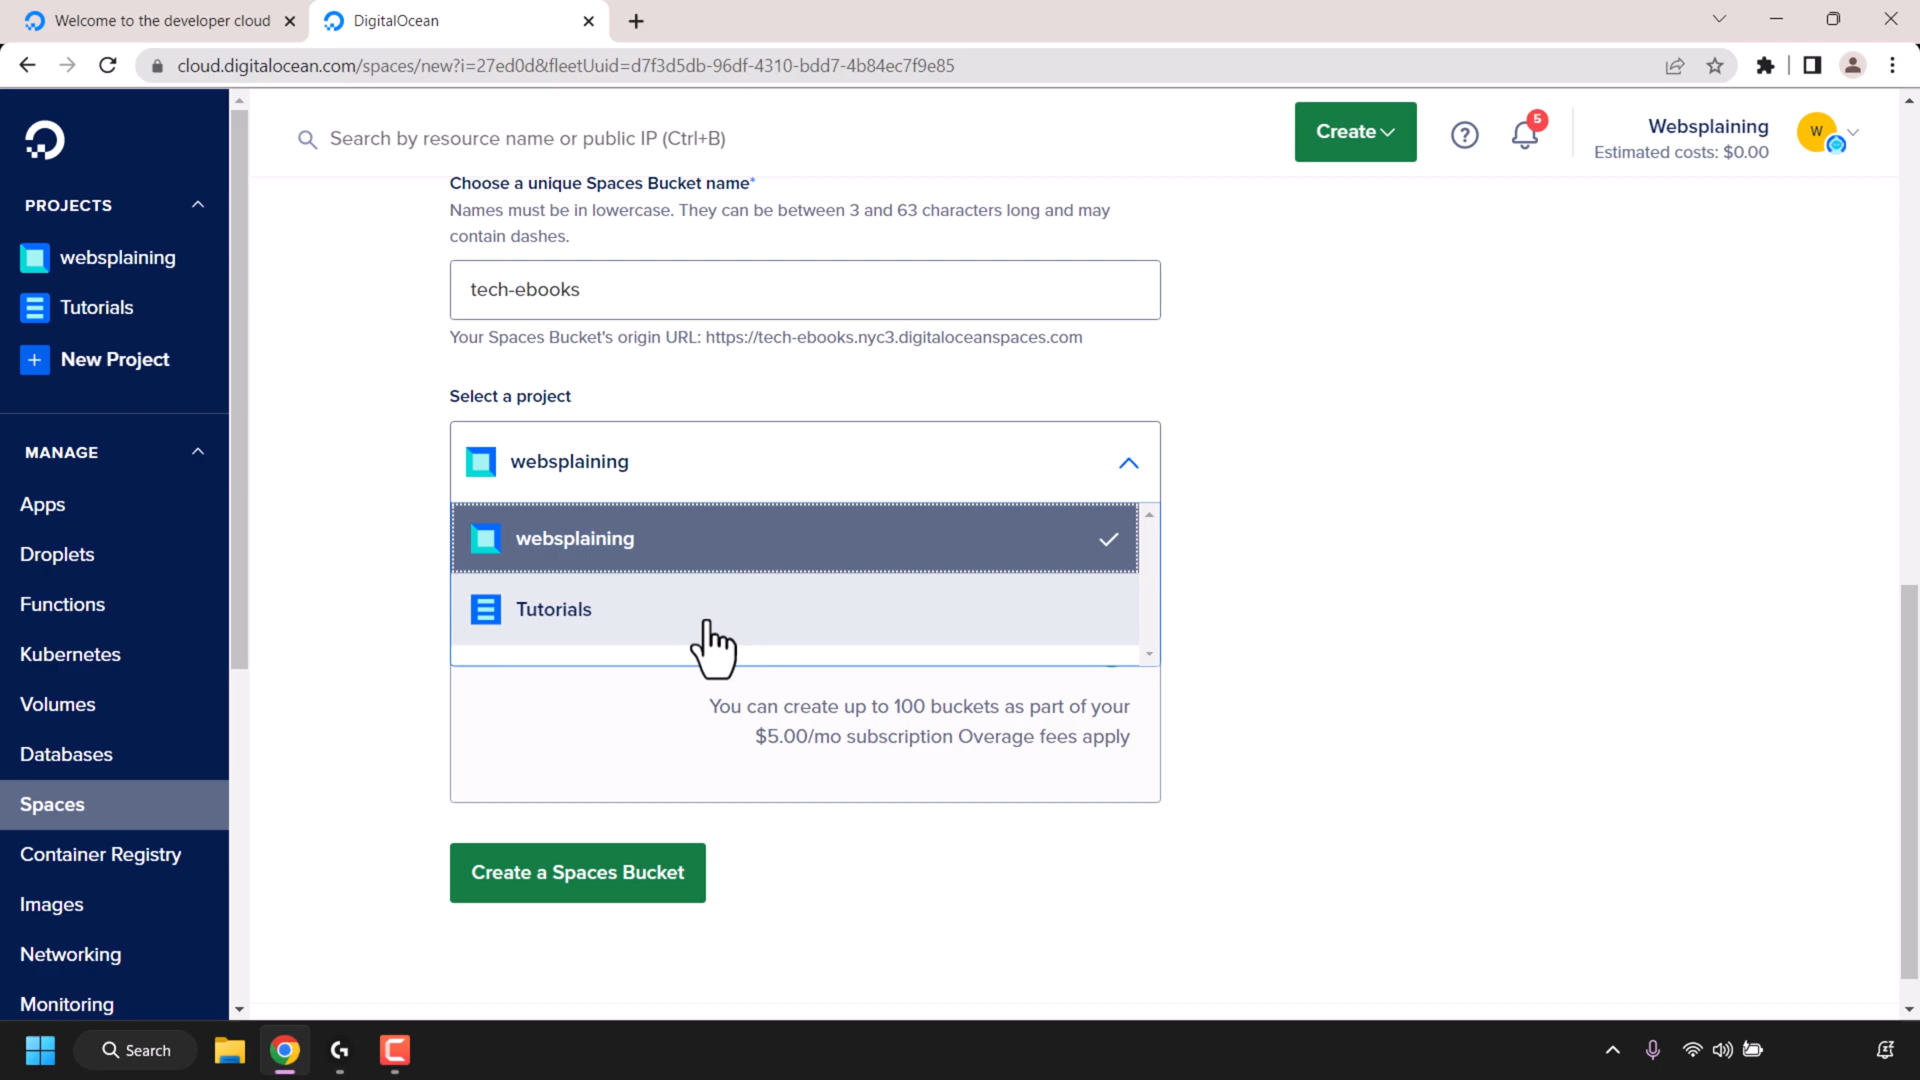 Welcome to the developer cloud
DigitalOcean
cloud.digitalocean.com/spaces/new?i=27ed0d&fleetUuid=d7f3d5db-96df-4310-bdd7-4b84ec7f9e85
Search by resource name or public IP (Ctrl+B)
Create
5
Websplaining
Estimated costs: $0.00
W
PROJECTS
websplaining
Tutorials
New Project
MANAGE
Apps
Droplets
Functions
Kubernetes
Volumes
Databases
Spaces
Container Registry
Images
Networking
Monitoring
Choose a unique Spaces Bucket name*
Names must be in lowercase. They can be between 3 and 63 characters long and may
contain dashes.
tech-ebooks
Your Spaces Bucket's origin URL: https://tech-ebooks.nyc3.digitaloceanspaces.com
Select a project
websplaining
websplaining
Tutorials
You can create up to 100 buckets as part of your
$5.00/mo subscription Overage fees apply
Create a Spaces Bucket
Search